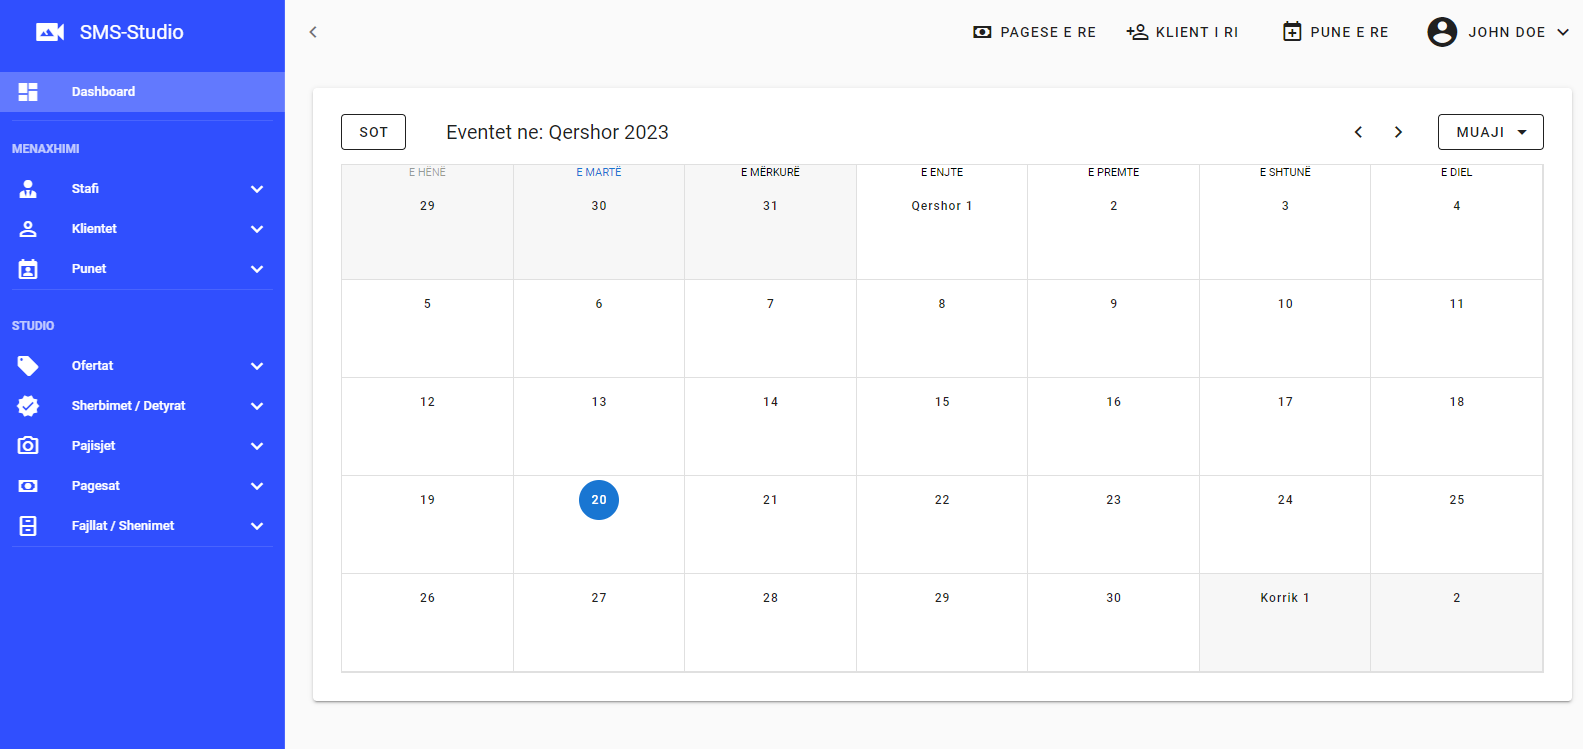 SMS-Studio
PAGESE E RE
KLIENT I RI
PUNE E RE
JOHN DOE
Dashboard
MENAXHIMI
Stafi
Klientet
Punet
STUDIO
Ofertat
Sherbimet / Detyrat
Pajisjet
Pagesat
Fajllat / Shenimet
SOT
Eventet ne: Qershor 2023
MUAJI
E HËNË E MARTË E MËRKURË E ENJTE E PREMTE E SHTUNË E DIEL
29 30 31 Qershor 1 2 3 4
5 6 7 8 9 10 11
12 13 14 15 16 17 18
19 20 21 22 23 24 25
26 27 28 29 30 Korrik 1 2